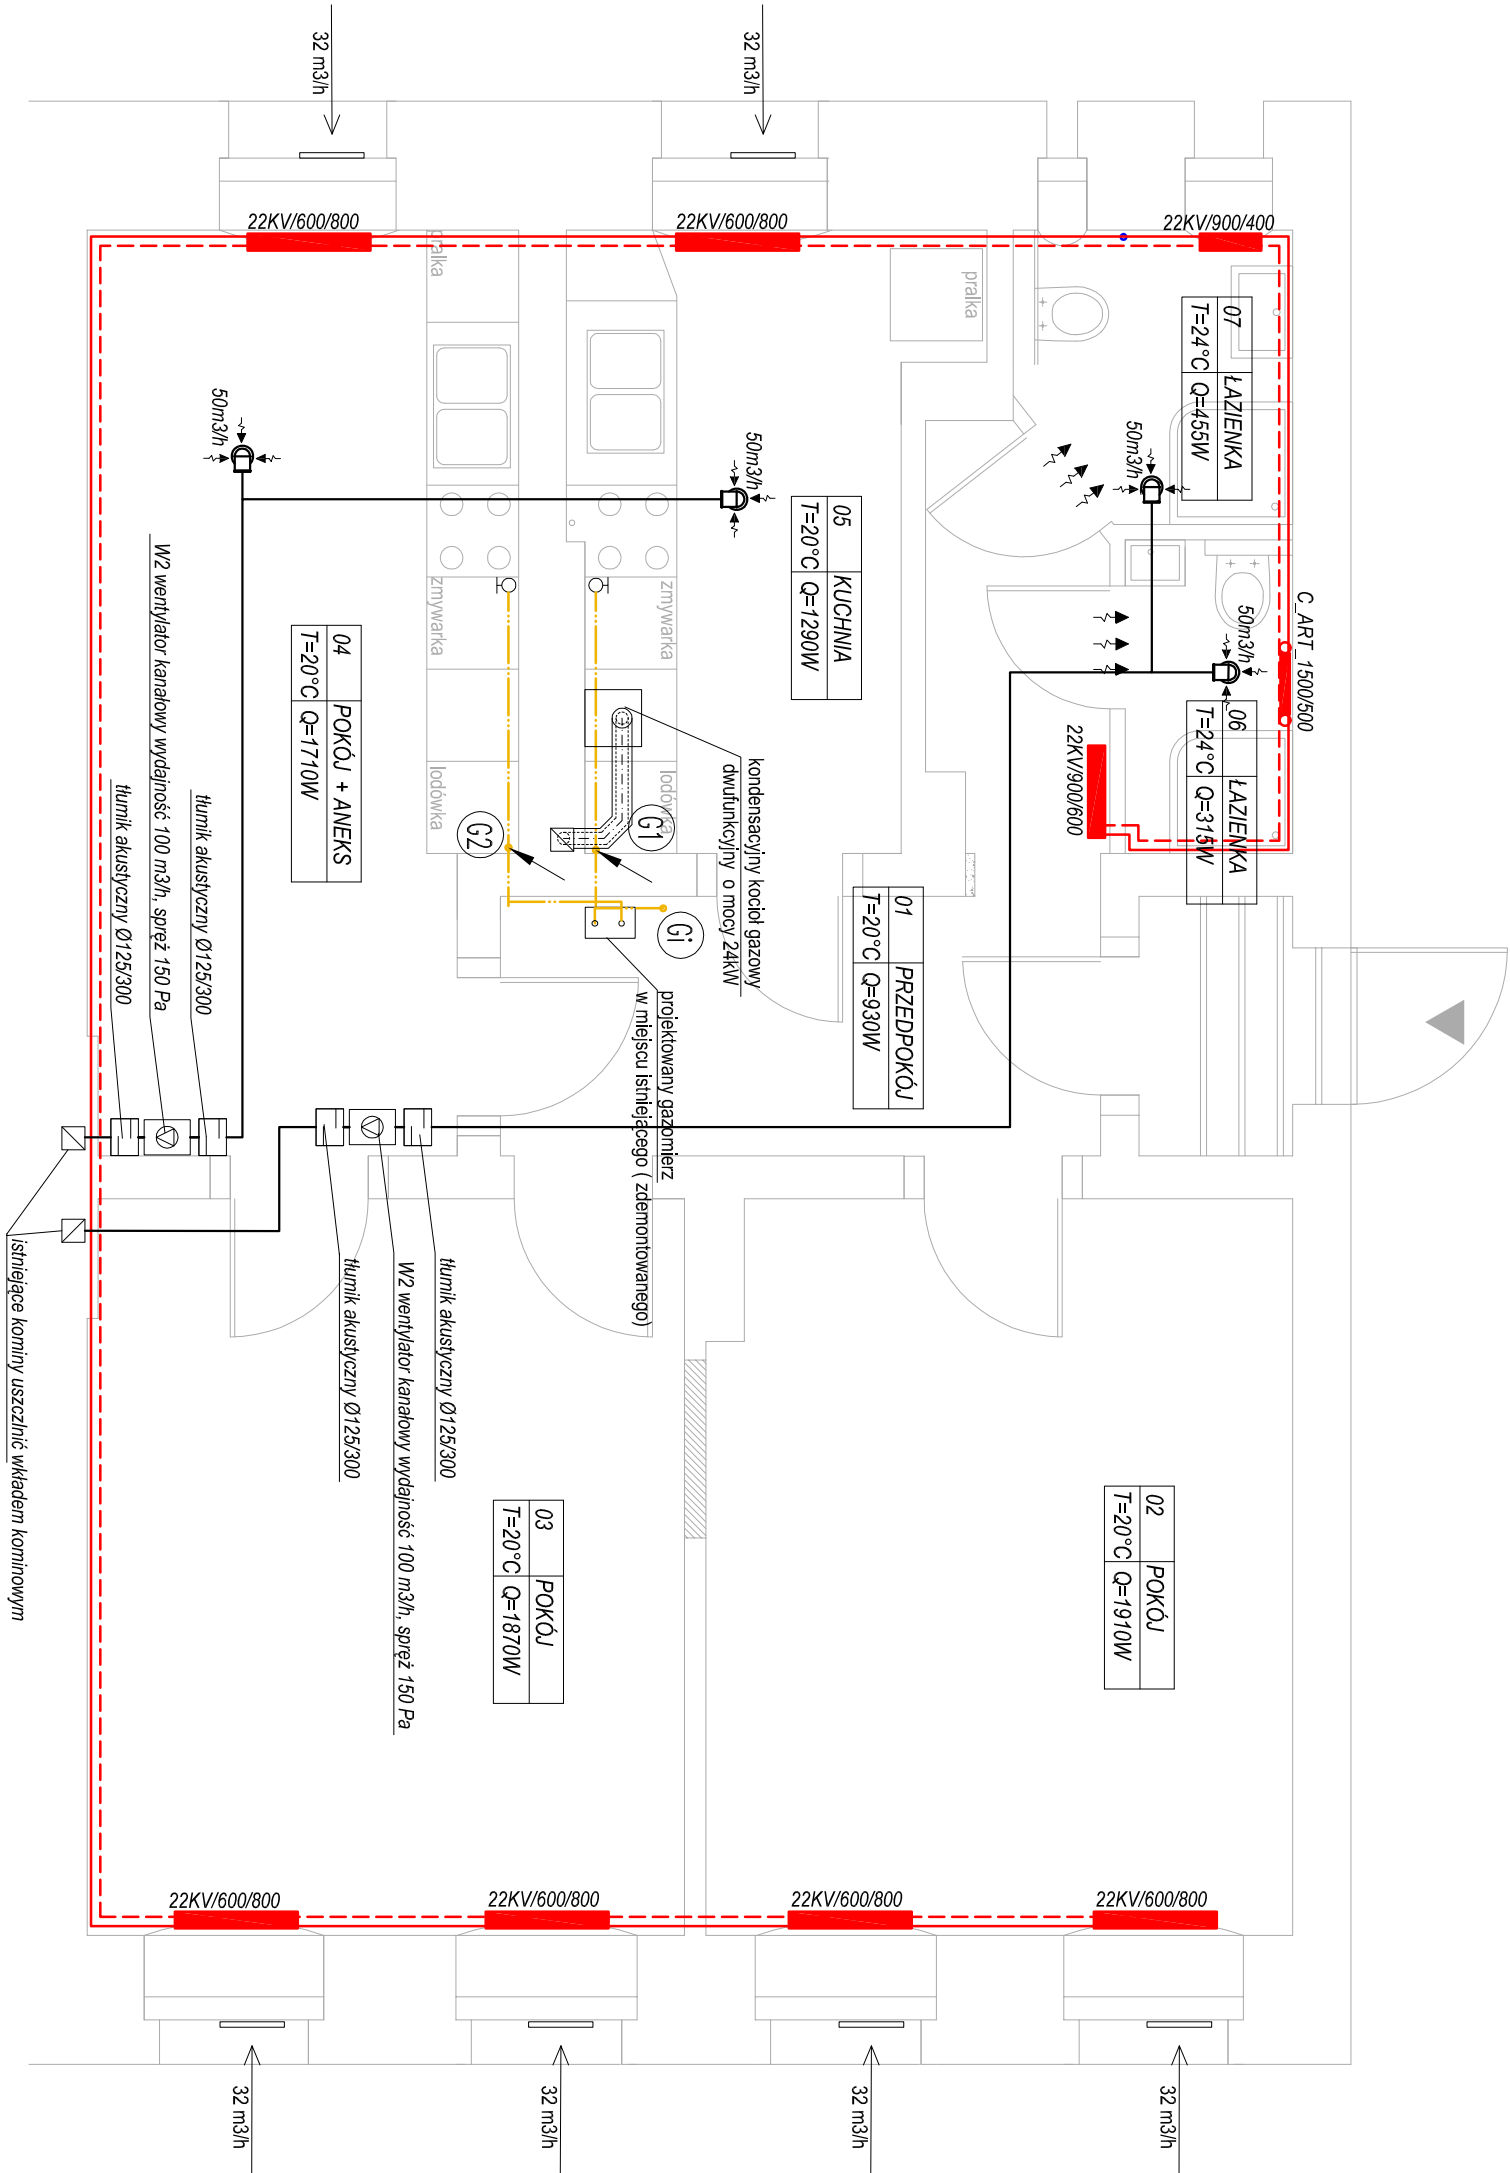 32 m3/h
32 m3/h
22KV/600/800
22KV/600/800
22KV/900/400
pralka
pralka
07 ŁAZIENKA
T=24°C Q=455W
50m3/h
50m3/h
50m3/h
50m3/h
C_ART_1500/500
06 ŁAZIENKA
T=24°C Q=315W
22KV/900/600
05 KUCHNIA
T=20°C Q=1290W
zmywarka
zmywarka
lodówka
lodówka
04 POKÓJ + ANEKS
T=20°C Q=1710W
kondensacyjny kocioł gazowy
dwufunkcyjny o mocy 24kW
G1
G2
Gi
01 PRZEDPOKÓJ
T=20°C Q=930W
projektowany gazomierz
w miejscu istniejącego ( zdemontowanego)
tłumik akustyczny Ø125/300
W2 wentylator kanałowy wydajność 100 m3/h, spręż 150 Pa
tłumik akustyczny Ø125/300
tłumik akustyczny Ø125/300
W2 wentylator kanałowy wydajność 100 m3/h, spręż 150 Pa
tłumik akustyczny Ø125/300
istniejące kominy uszczlnić wkładem kominowym
02 POKÓJ
T=20°C Q=1910W
03 POKÓJ
T=20°C Q=1870W
22KV/600/800
22KV/600/800
22KV/600/800
22KV/600/800
32 m3/h
32 m3/h
32 m3/h
32 m3/h